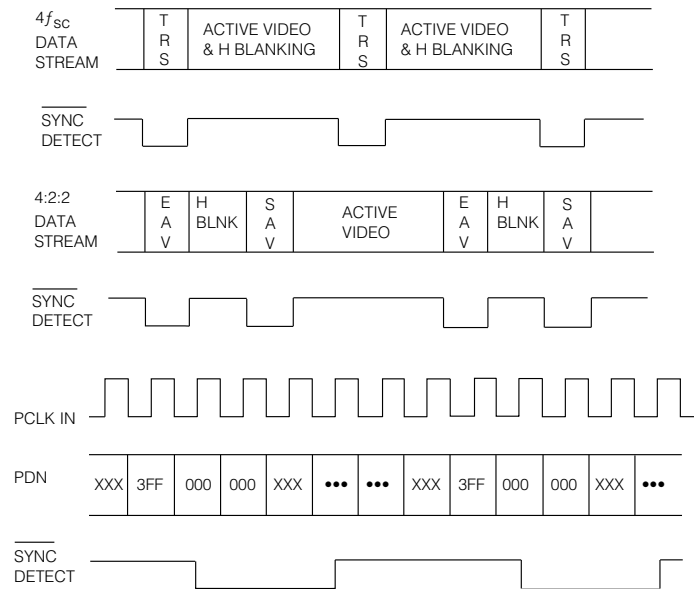 4fSC
DATA
STREAM
T
R
S
ACTIVE VIDEO
& H BLANKING
T
R
S
ACTIVE VIDEO
& H BLANKING
T
R
S
SYNC
DETECT
4:2:2
DATA
STREAM
E
A
V
H
BLNK
S
A
V
ACTIVE
VIDEO
E
A
V
H
BLNK
S
A
V
SYNC
DETECT
PCLK IN
PDN
XXX 3FF 000 000 XXX ••• ••• XXX 3FF 000 000 XXX •••
SYNC
DETECT